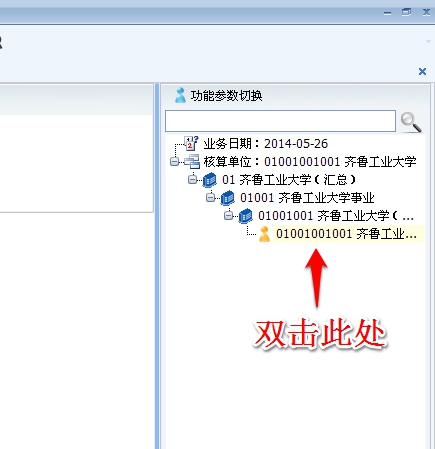 功能参数切换
业务日期：2014-05-26
核算单位：01001001001 齐鲁工业大学
01 齐鲁工业大学（汇总）
01001 齐鲁工业大学事业
01001001 齐鲁工业大学（ ...
01001001001 齐鲁工业...
双击此处